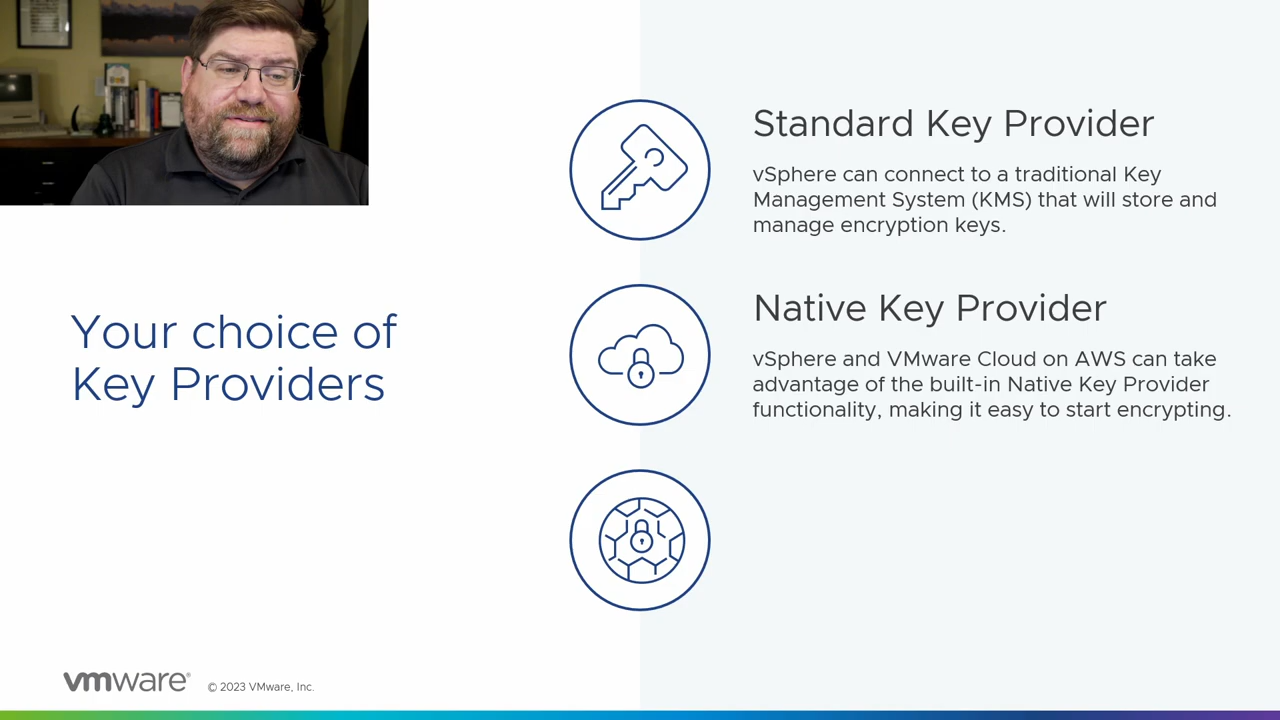 Your choice of
Key Providers
Standard Key Provider
vSphere can connect to a traditional Key
Management System (KMS) that will store and
manage encryption keys.
Native Key Provider
vSphere and VMware Cloud on AWS can take
advantage of the built-in Native Key Provider
functionality, making it easy to start encrypting.
vmware®
© 2023 VMware, Inc.